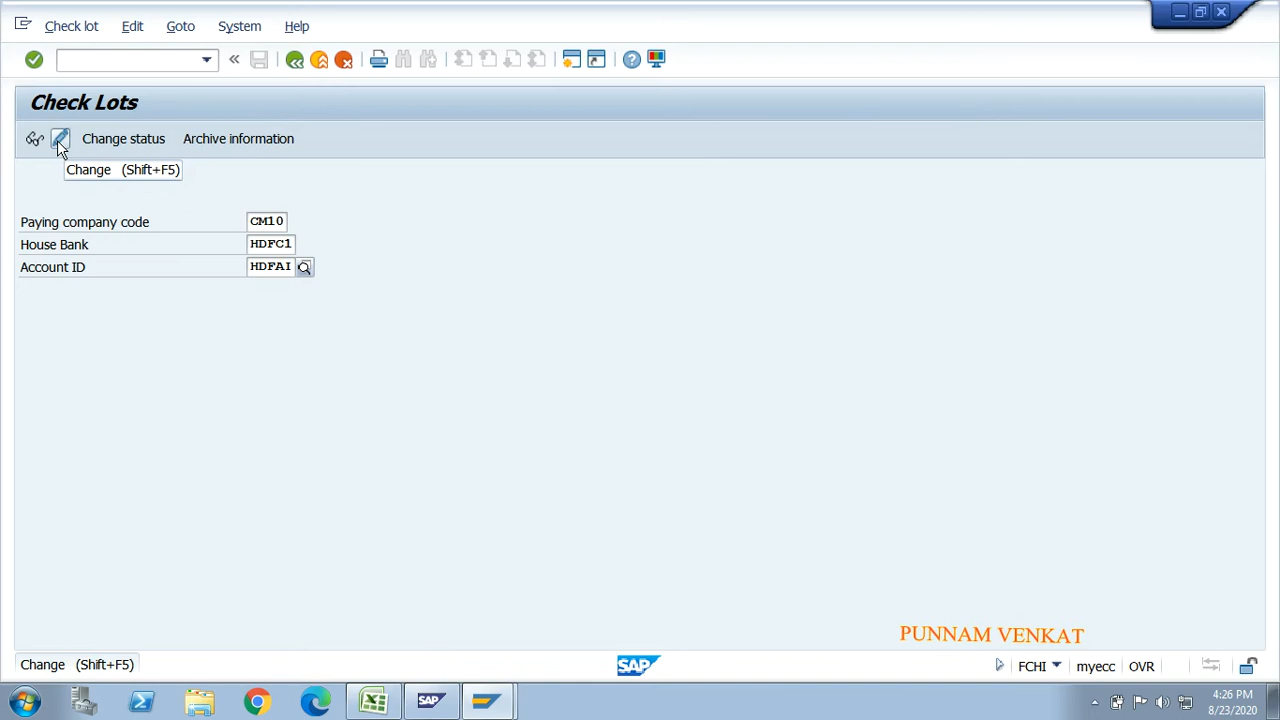 Check lot Edit Goto System Help
Check Lots
Change status Archive information
Change (Shift+F5)
Paying company code CM10
House Bank HDFC1
Account ID HDFAI
PUNNAM VENKAT
Change (Shift+F5) SAP FCHI myecc OVR
SAP 4:26 PM
8/23/2020